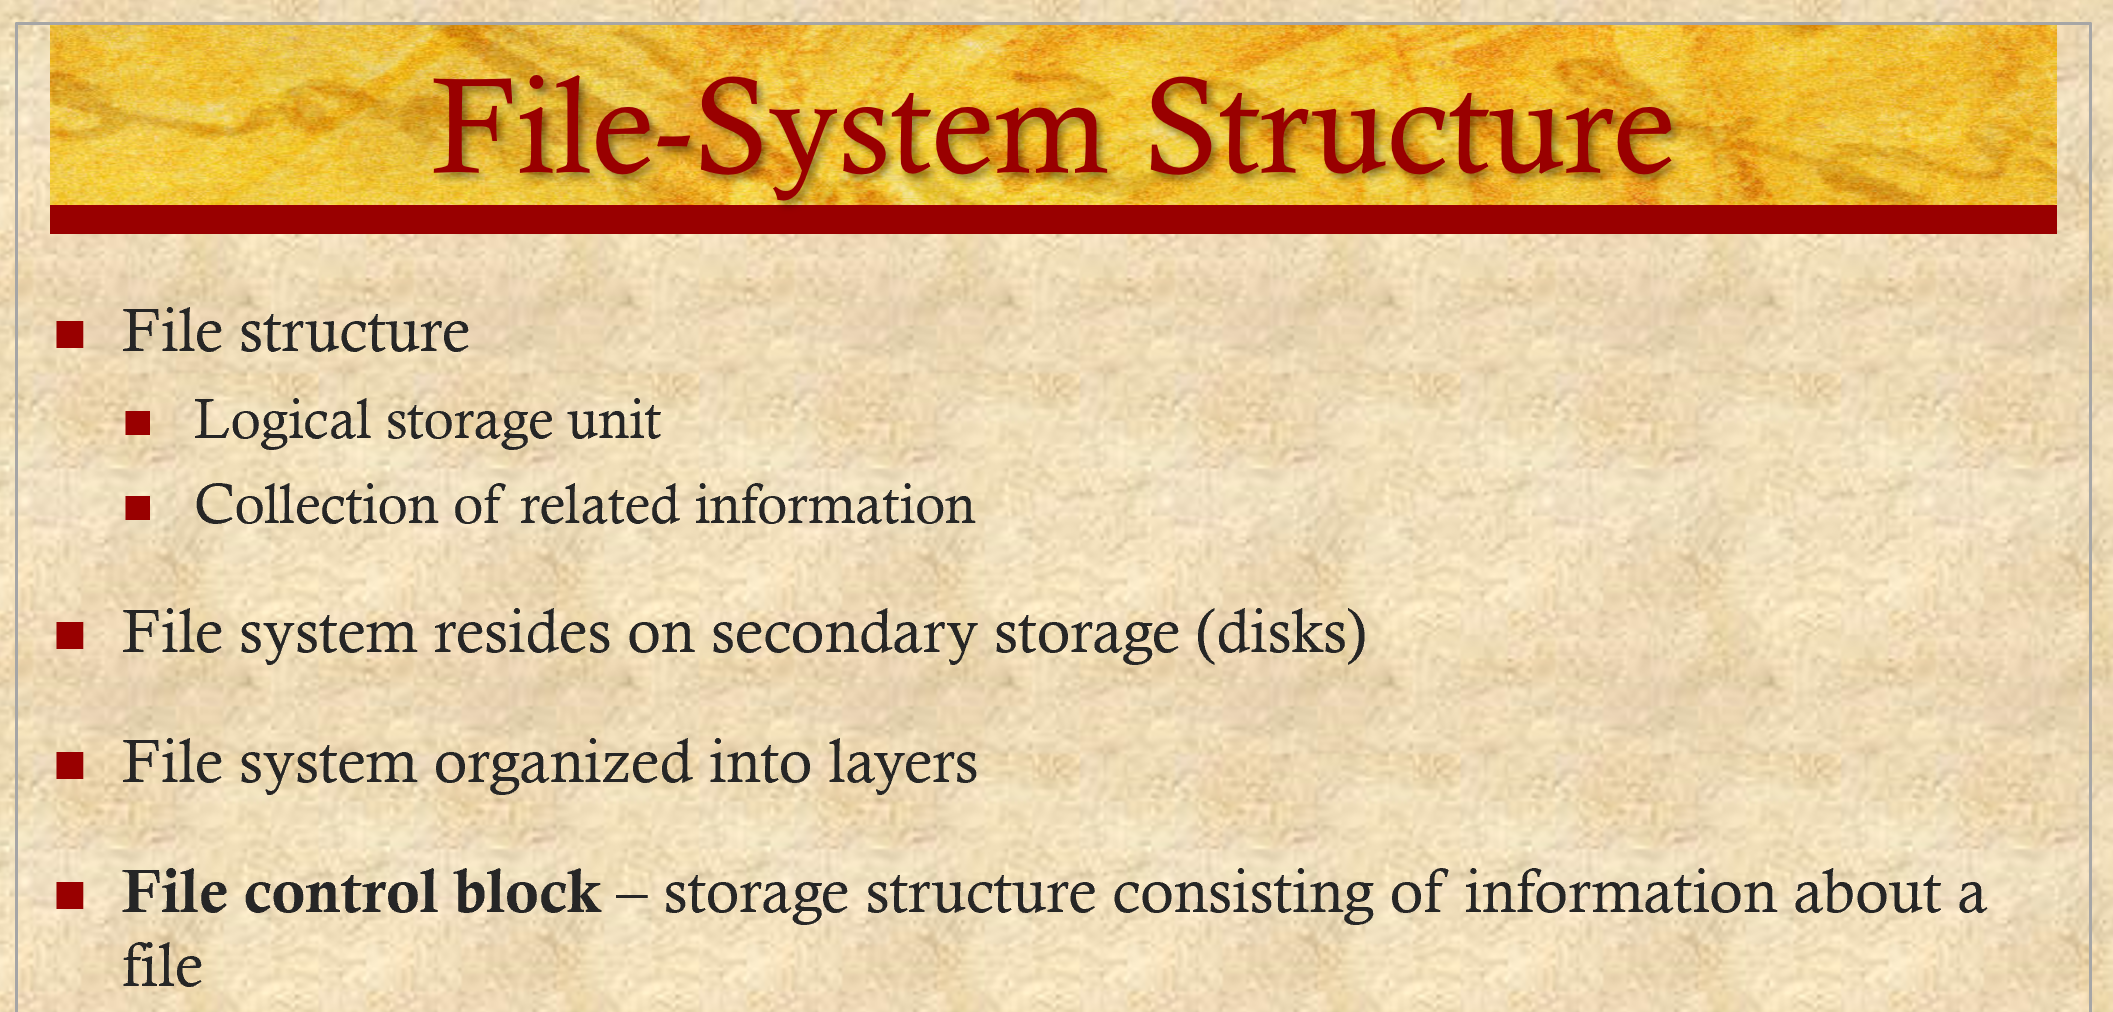 File-System Structure
File structure
Logical storage unit
Collection of related information
File system resides on secondary storage (disks)
File system organized into layers
File control block – storage structure consisting of information about a
file